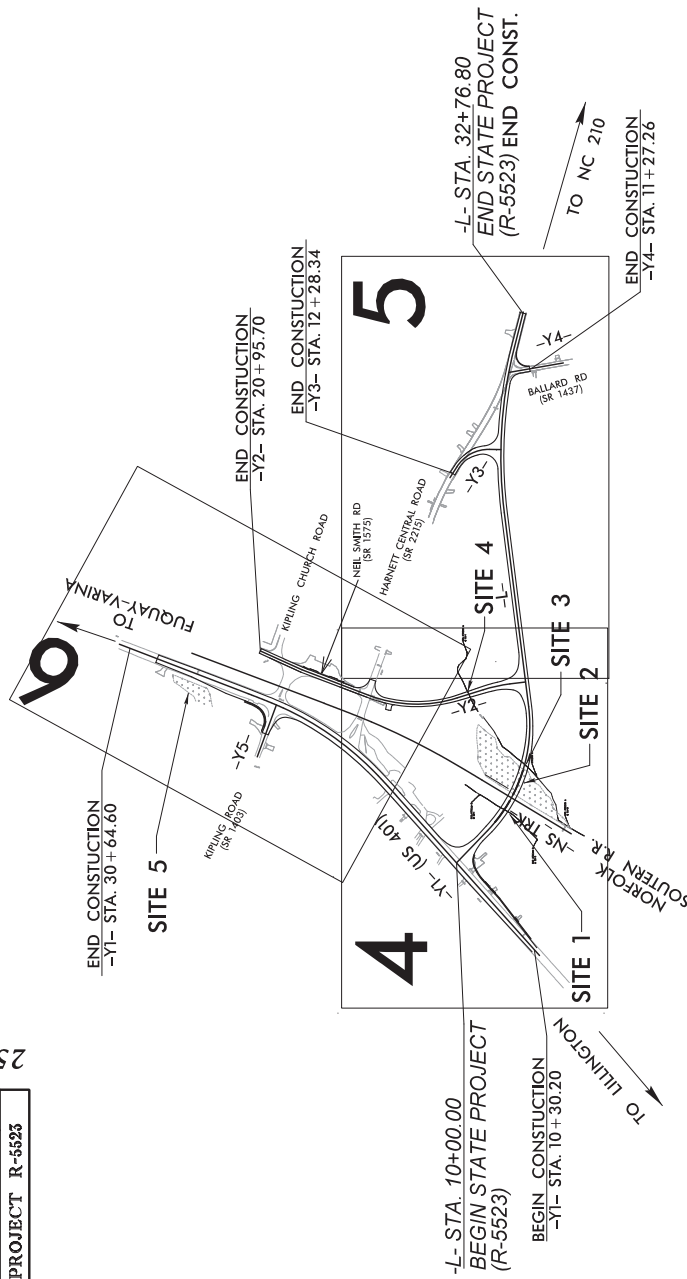 PROJECT R-5523
25
-L- STA. 10+00.00
BEGIN STATE PROJECT
(R-5523)
BEGIN CONSTUCTION
-Y1- STA. 10+30.20
TO LILLINGTON
END CONSTUCTION
-Y1- STA. 30+64.60
SITE 5
KIPLING ROAD
(SR 1403)
-Y5-
6
TO
FUQUAY-VARINA
4
-Y1- (US 401)
SITE 1
-NS TRK-
NORFOLK
SOUTERN R.R.
SITE 2
SITE 3
-Y2-
SITE 4
-L-
END CONSTUCTION
-Y2- STA. 20+95.70
KIPLING CHURCH ROAD
NEIL SMITH RD
(SR 1575)
HARNETT CENTRAL ROAD
(SR 2215)
END CONSTUCTION
-Y3- STA. 12+28.34
-Y3-
5
BALLARD RD
(SR 1437)
-Y4-
-L- STA. 32+76.80
END STATE PROJECT
(R-5523) END CONST.
TO NC 210
END CONSTUCTION
-Y4- STA. 11+27.26